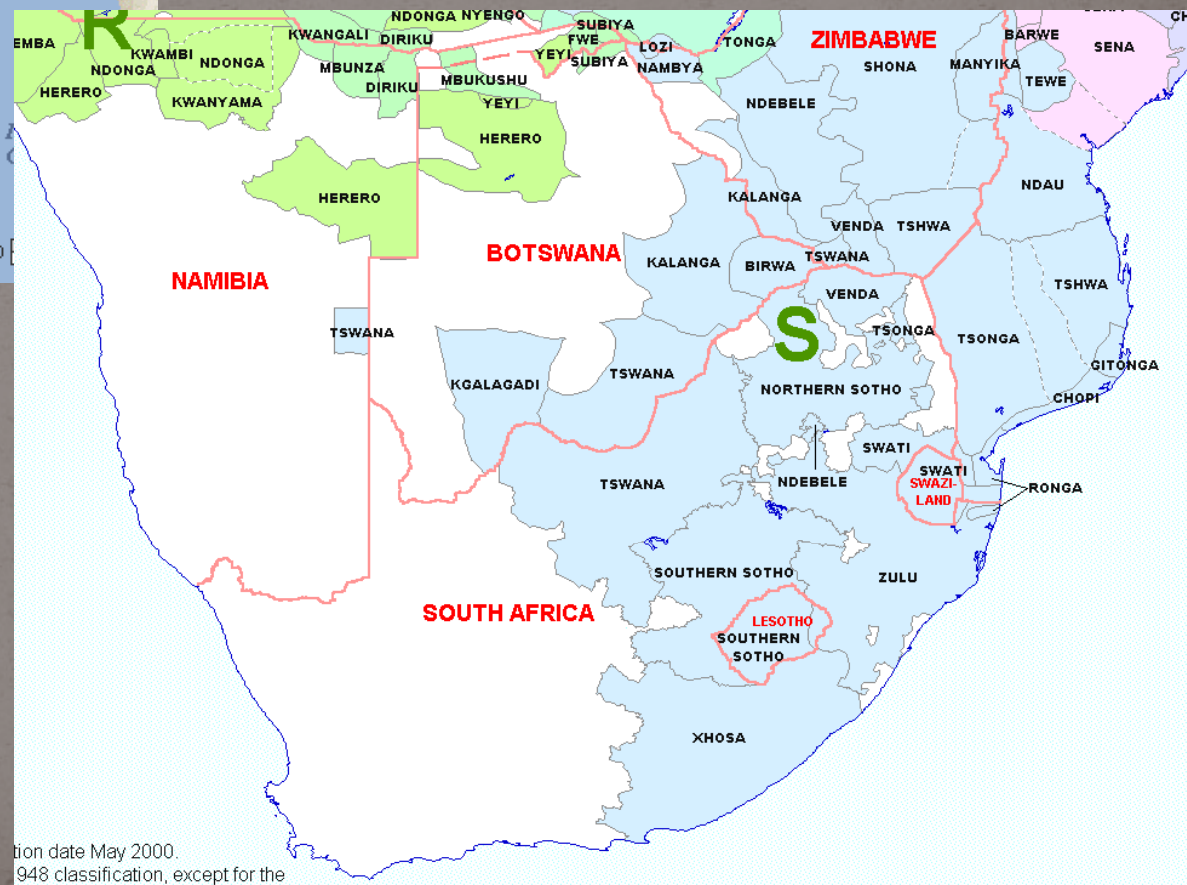 NDONGA NYENGO
SUBIYA
BARWE
R
KWANGALI
DIRIKU
FWE
LOZI
TONGA
ZIMBABWE
SENA
EMBA
KWAMBI
NDONGA
NDONGA
MBUNZA
YEYI
SUBIYA
NAMBYA
SHONA
MANYIKA
TEWE
HERERO
KWANYAMA
DIRIKU
MBUKUSHU
YEYI
NDEBELE
HERERO
NDAU
HERERO
KALANGA
VENDA
TSHWA
BOTSWANA
KALANGA
BIRWA
TSWANA
NAMIBIA
VENDA
TSHWA
S
TSWANA
TSONGA
TSONGA
GITONGA
KGALAGADI
TSWANA
NORTHERN SOTHO
CHOPI
SWATI
SWATI
TSWANA
NDEBELE
SWAZI-
LAND
RONGA
SOUTHERN SOTHO
ZULU
SOUTH AFRICA
LESOTHO
SOUTHERN
SOTHO
XHOSA
tion date May 2000.
948 classification, except for the